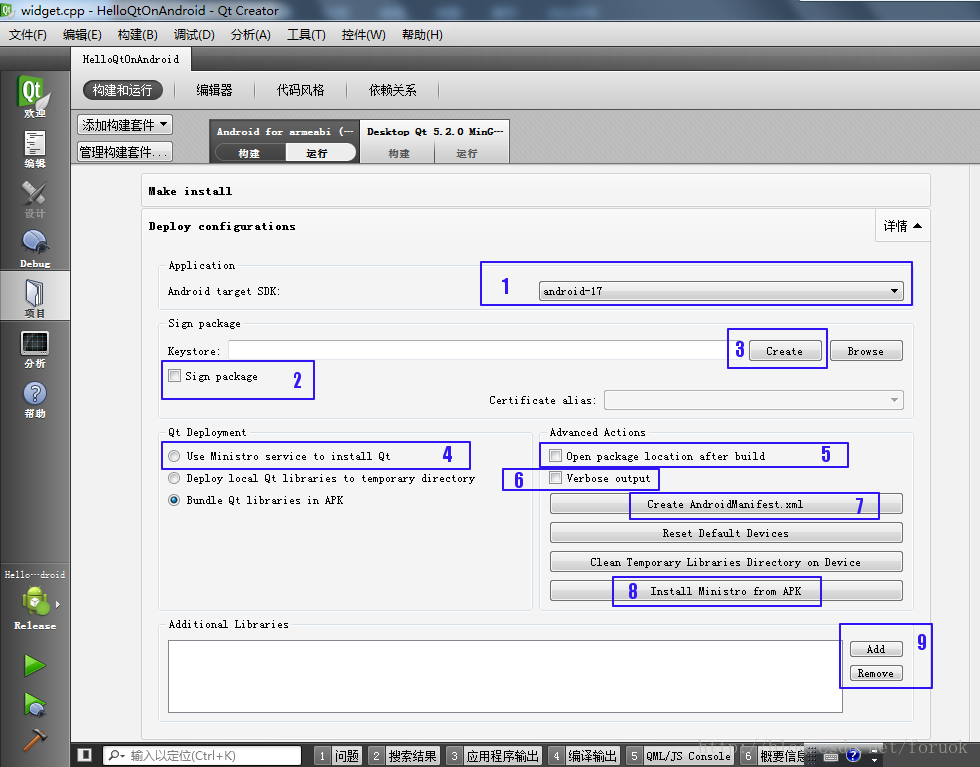 widget.cpp - HelloQtOnAndroid - Qt Creator
文件(F) 编辑(E) 构建(B) 调试(D) 分析(A) 工具(T) 控件(W) 帮助(H)
HelloQtOnAndroid
构建和运行 编辑器 代码风格 依赖关系
添加构建套件
管理构建套件...
Android for armeabi (⋯
构建 运行
Desktop Qt 5.2.0 MinG⋯
构建 运行
Qt
欢迎
编辑
设计
Debug
项目
分析
帮助
Hello⋯droid
Release
Make install
Deploy configurations
详情
Application
Android target SDK:
1
android-17
Sign package
Keystore:
3
Create
Browse
Sign package
2
Certificate alias:
Qt Deployment
Use Ministro service to install Qt
4
Deploy local Qt libraries to temporary directory
Bundle Qt libraries in APK
Advanced Actions
Open package location after build
5
6
Verbose output
Create AndroidManifest.xml
7
Reset Default Devices
Clean Temporary Libraries Directory on Device
8
Install Ministro from APK
Additional Libraries
Add
9
Remove
输入以定位(Ctrl+K)
1 问题 2 搜索结果 3 应用程序输出 4 编译输出 5 QML/JS Console 6 概要信息
http://blog.csdn.net/foruok